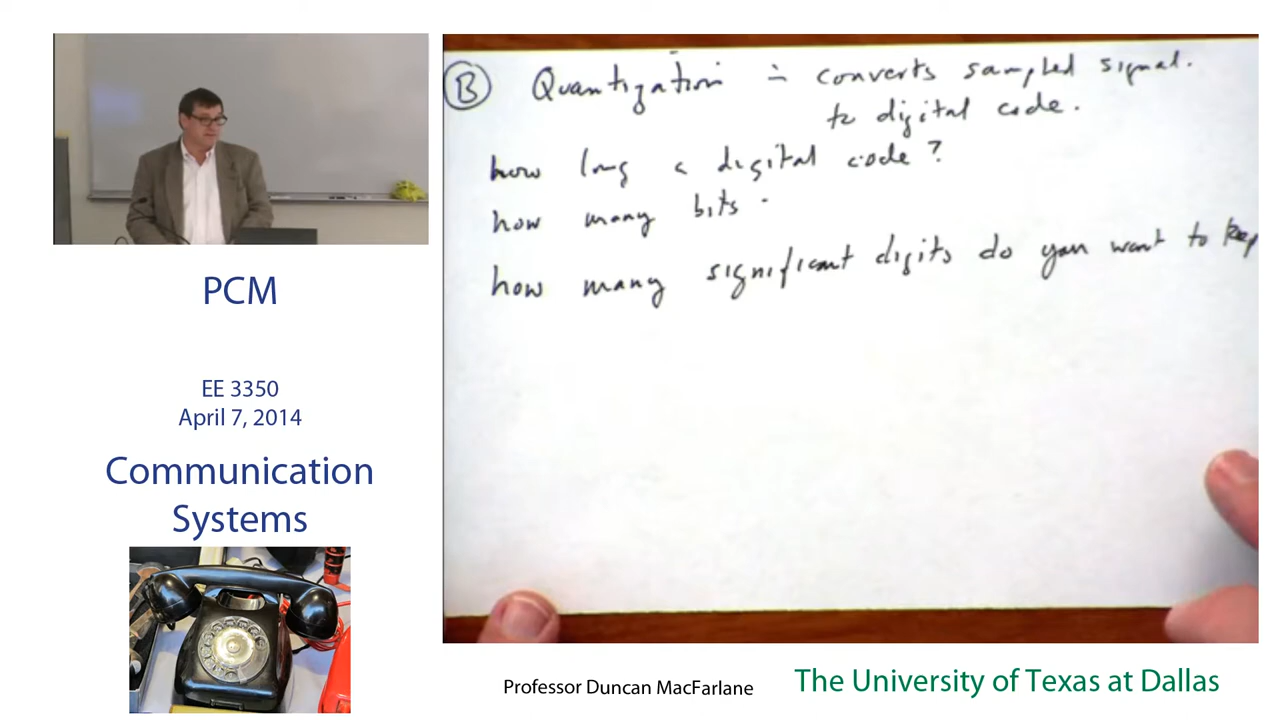 PCM
EE 3350
April 7, 2014
Communication
Systems
B Quantization - converts sampled signal.
to digital code.
how long a digital code?
how many bits.
how many significant digits do you want to keep
Professor Duncan MacFarlane
The University of Texas at Dallas